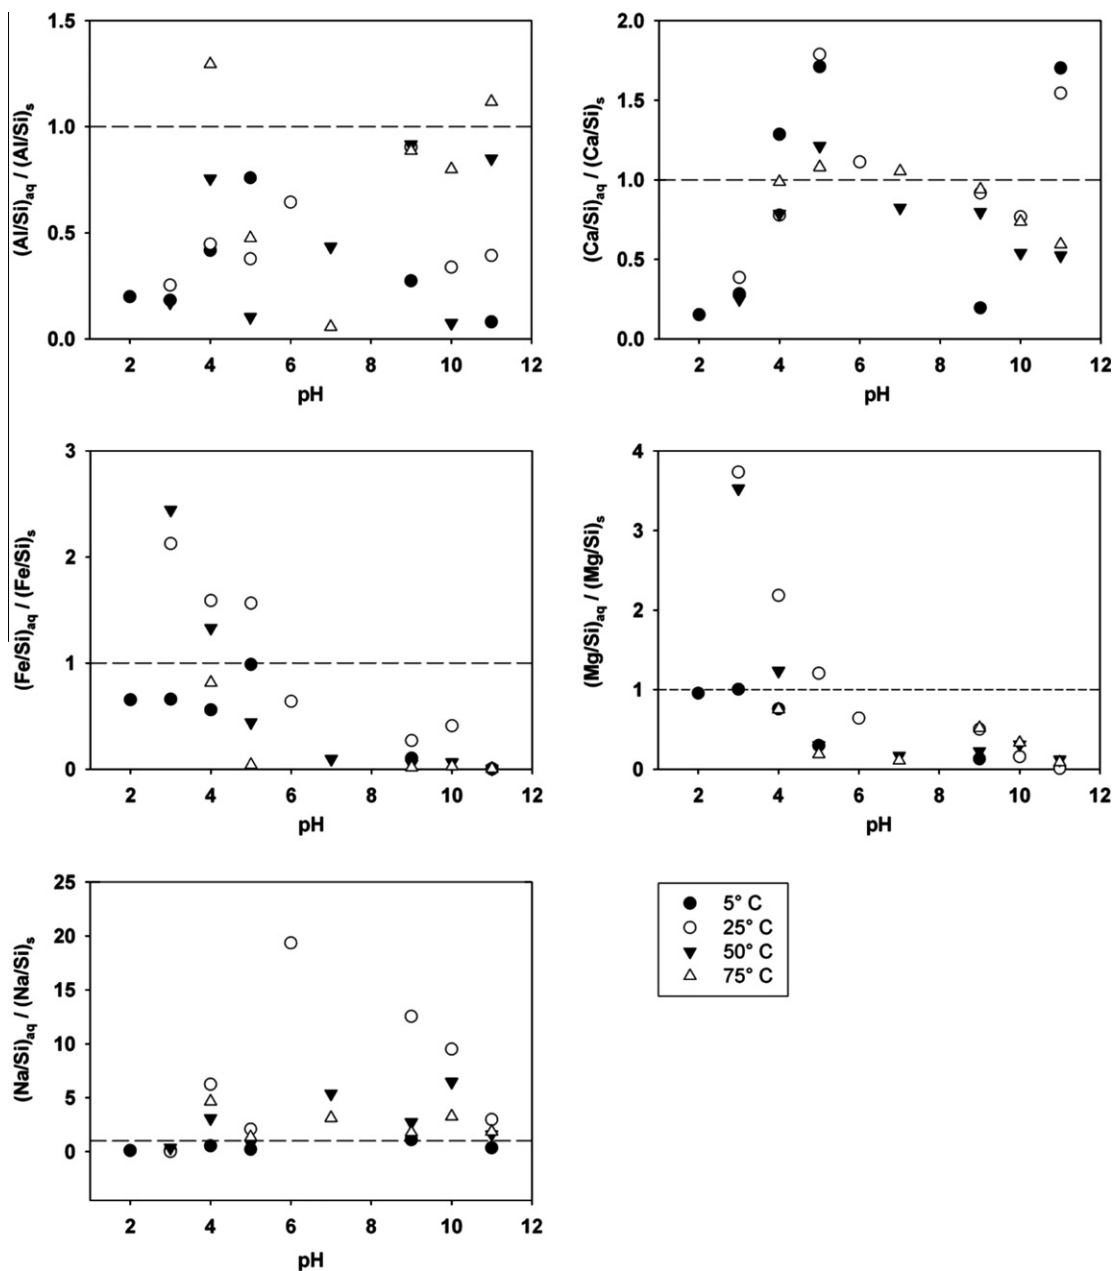 1.5
1.0
0.5
0.0
(Al/Si)aq / (Al/Si)s
2 4 6 8 10 12
pH
2.0
1.5
1.0
0.5
0.0
(Ca/Si)aq / (Ca/Si)s
2 4 6 8 10 12
pH
3
2
1
0
(Fe/Si)aq / (Fe/Si)s
2 4 6 8 10 12
pH
4
3
2
1
0
(Mg/Si)aq / (Mg/Si)s
2 4 6 8 10 12
pH
25
20
15
10
5
0
(Na/Si)aq / (Na/Si)s
2 4 6 8 10 12
pH
5° C
25° C
50° C
75° C